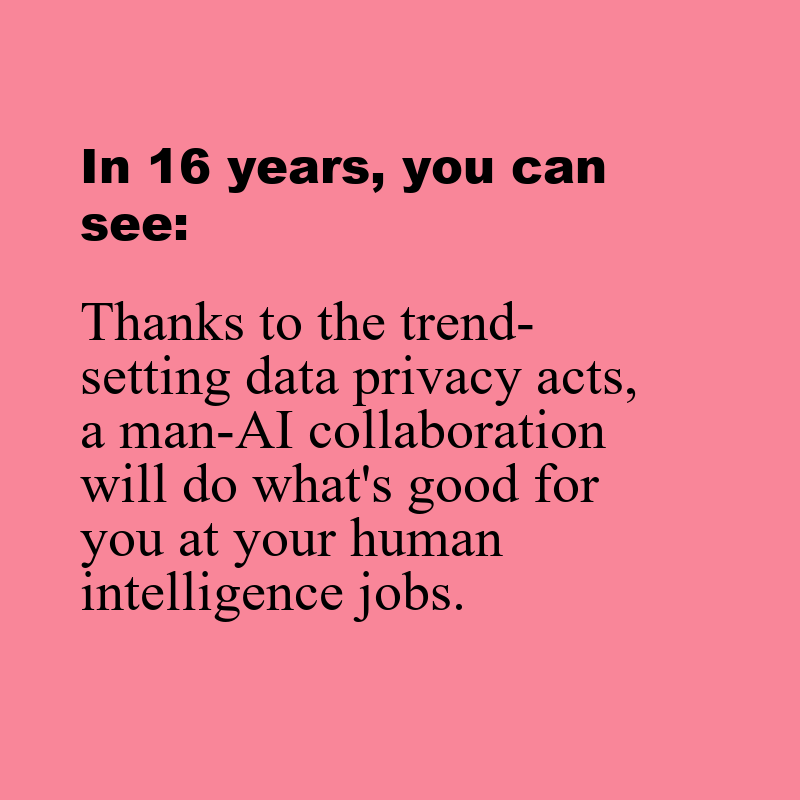 In 16 years, you can
see:
Thanks to the trend-
setting data privacy acts,
a man-AI collaboration
will do what's good for
you at your human
intelligence jobs.